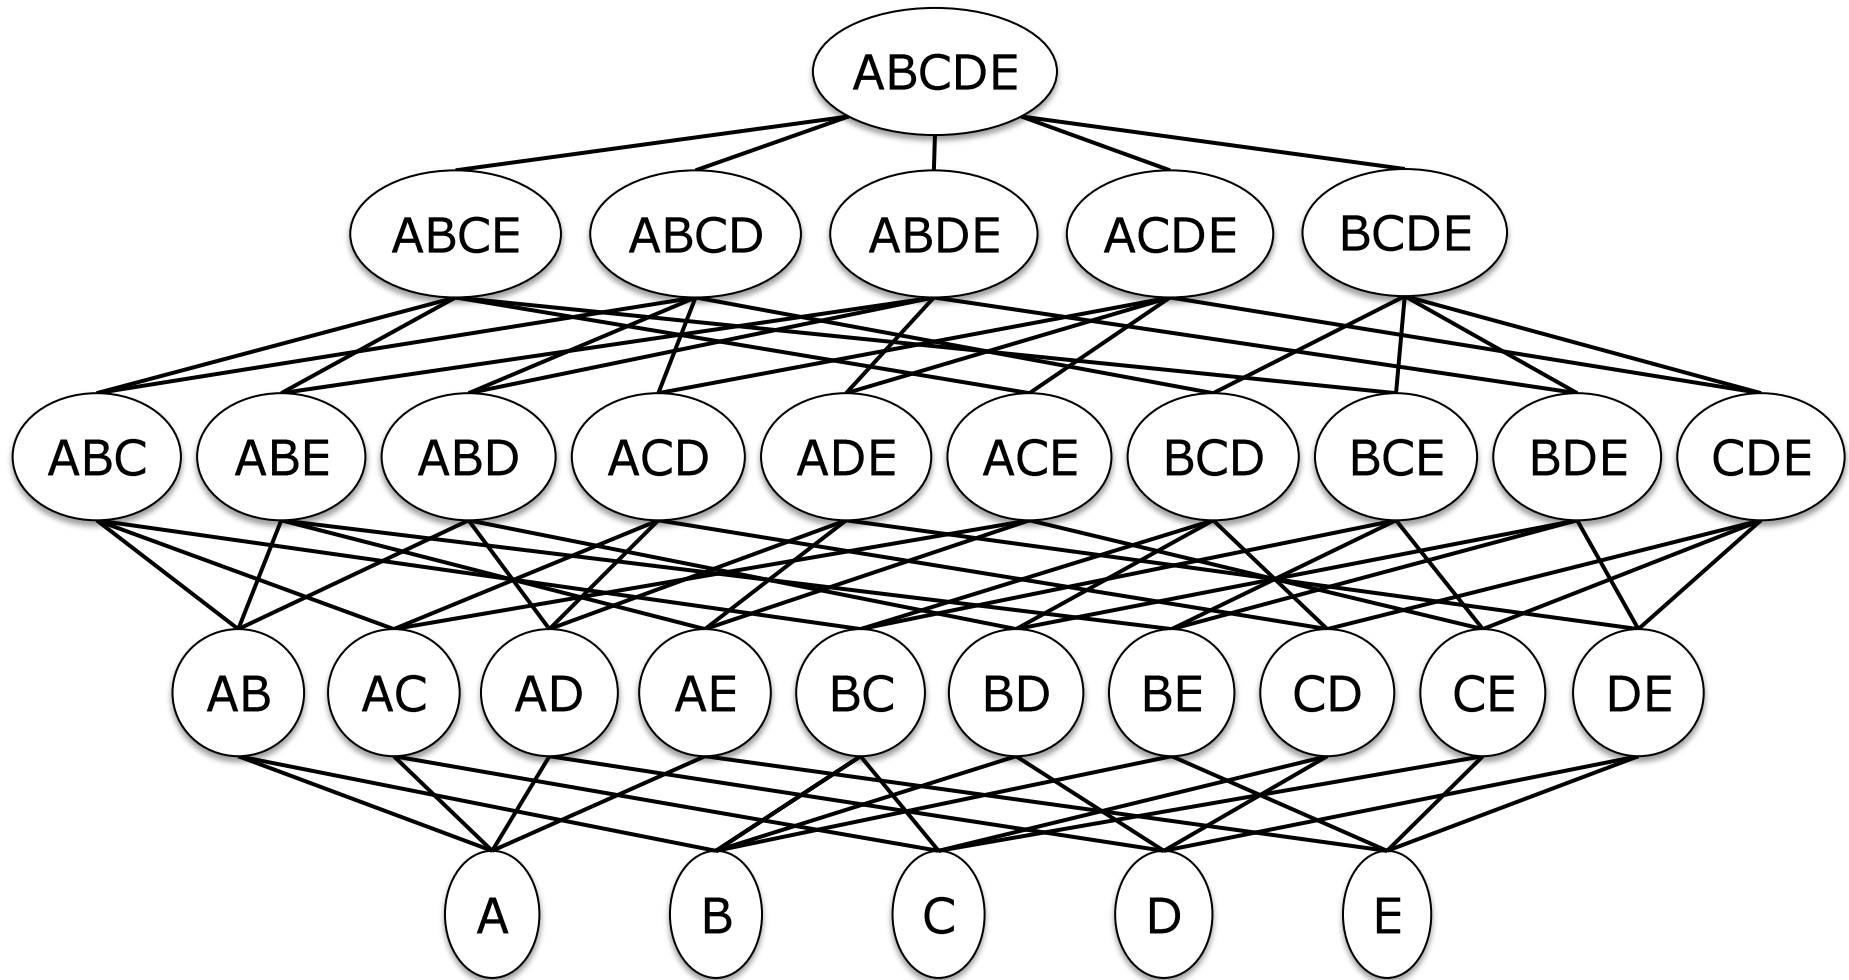 ABCDE
ABCE ABCD ABDE ACDE BCDE
ABC ABE ABD ACD ADE ACE BCD BCE BDE CDE
AB AC AD AE BC BD BE CD CE DE
A B C D E